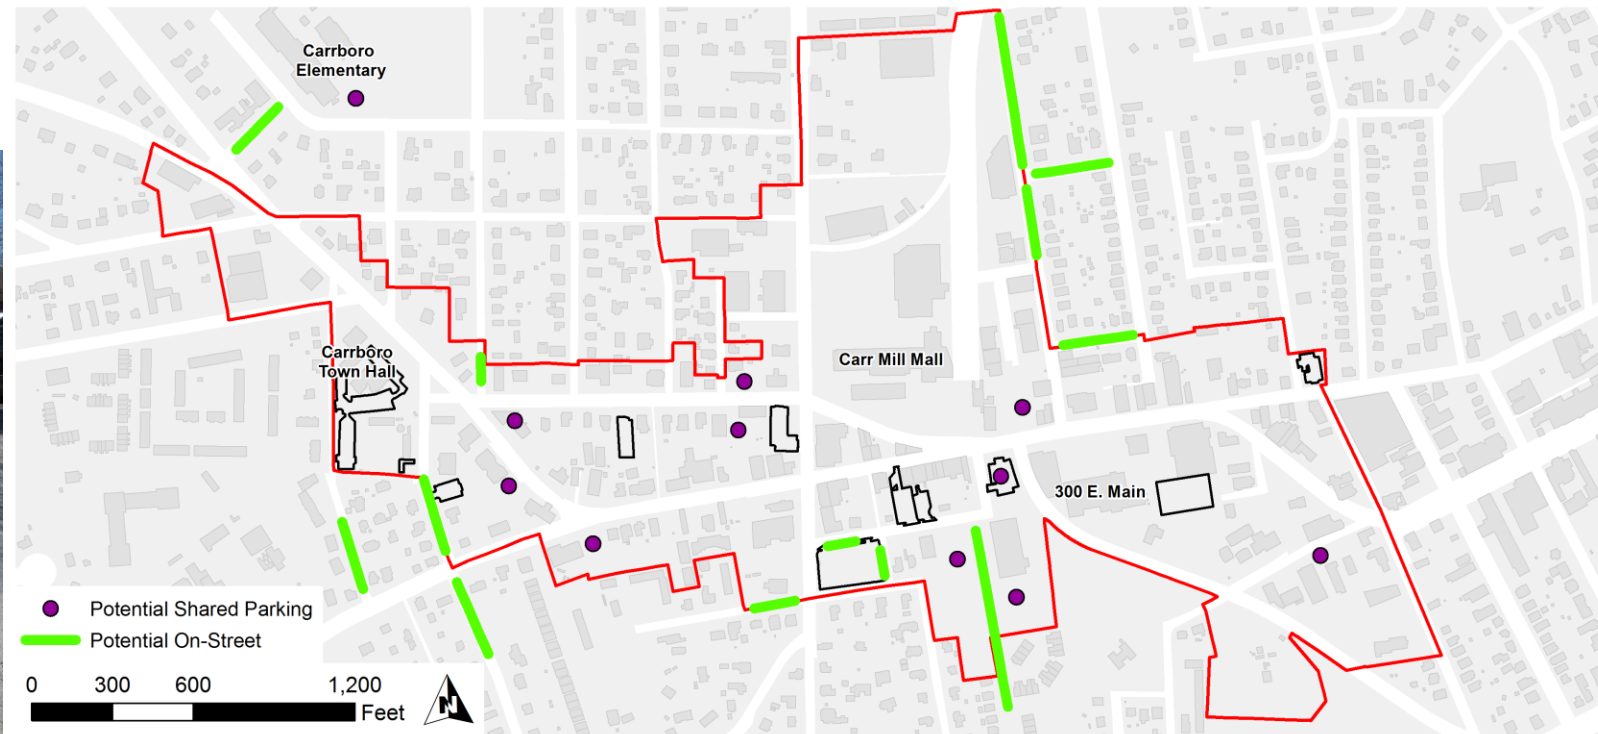 Carrboro
Elementary
Carrboro
Town Hall
Carr Mill Mall
300 E. Main
Potential Shared Parking
Potential On-Street
0 300 600 1,200
Feet
N